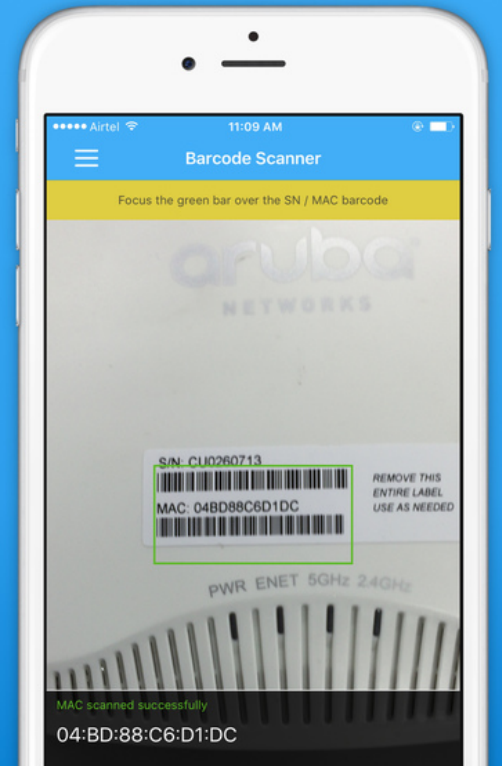 Airtel
11:09 AM
Barcode Scanner
Focus the green bar over the SN / MAC barcode
aruba
NETWORKS
S/N: CU0260713
MAC: 04BD88C6D1DC
REMOVE THIS
ENTIRE LABEL
USE AS NEEDED
PWR ENET 5GHz 2.4GHz
MAC scanned successfully
04:BD:88:C6:D1:DC